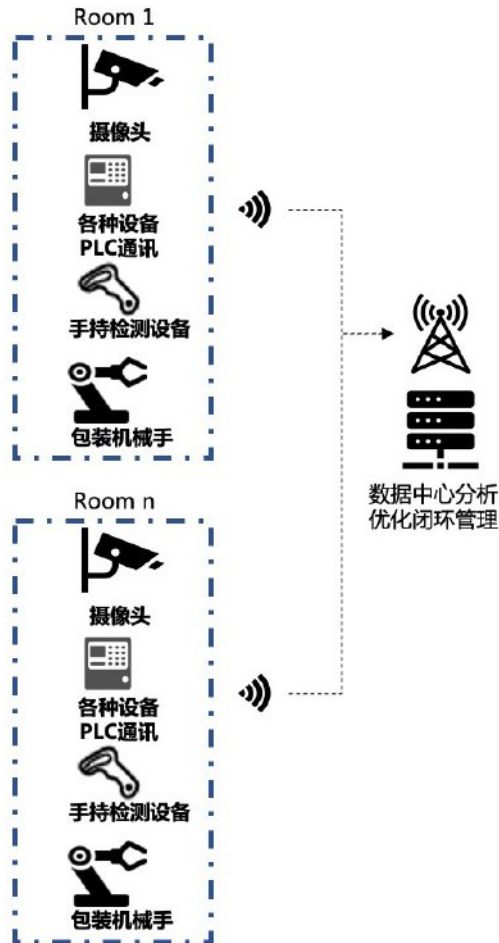 Room 1
摄像头
各种设备
PLC通讯
手持检测设备
包装机械手
数据中心分析
优化闭环管理
Room n
摄像头
各种设备
PLC通讯
手持检测设备
包装机械手